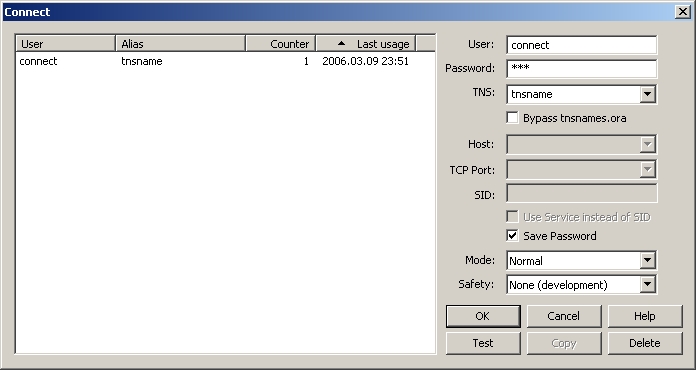 Connect
User Alias Counter Last usage
connect tnsname 1 2006.03.09 23:51
User: connect
Password: ***
TNS: tnsname
Bypass tnsnames.ora
Host:
TCP Port:
SID:
Use Service instead of SID
Save Password
Mode: Normal
Safety: None (development)
OK Cancel Help
Test Copy Delete